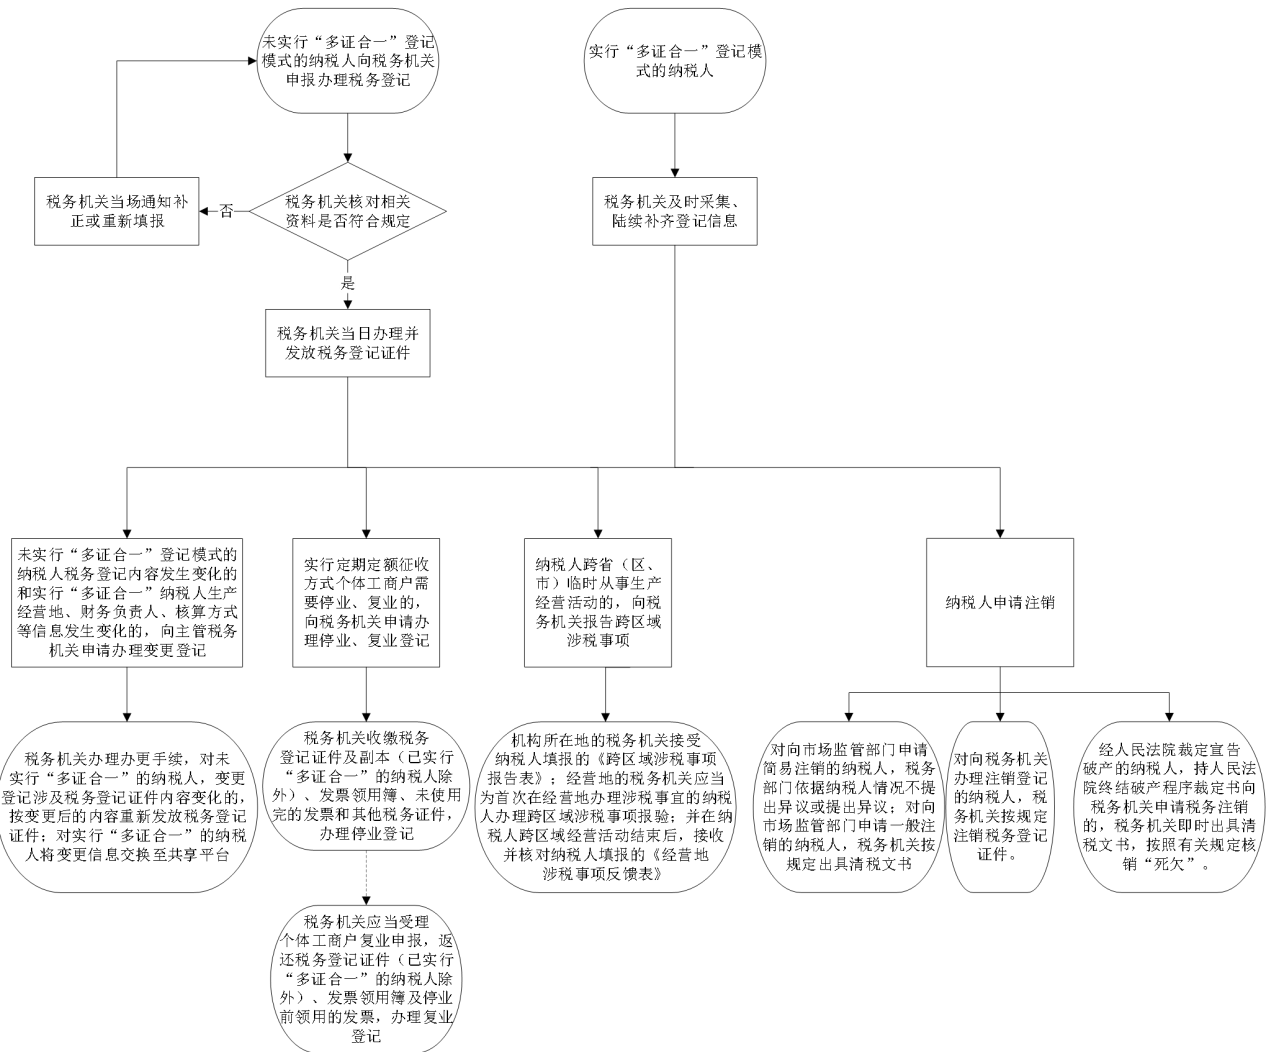 未实行“多证合一”登记
模式的纳税人向税务机关
申报办理税务登记
实行“多证合一”登记模
式的纳税人
税务机关当场通知补
正或重新填报
否
税务机关核对相关
资料是否符合规定
税务机关及时采集、
陆续补齐登记信息
是
税务机关当日办理并
发放税务登记证件
未实行“多证合一”登记模式的
纳税人税务登记内容发生变化的
和实行“多证合一”纳税人生产
经营地、财务负责人、核算方式
等信息发生变化的，向主管税务
机关申请办理变更登记
实行定期定额征收
方式个体工商户需
要停业、复业的，
向税务机关申请办
理停业、复业登记
纳税人跨省（区、
市）临时从事生产
经营活动的，向税
务机关报告跨区域
涉税事项
纳税人申请注销
税务机关办理办更手续，对未
实行“多证合一”的纳税人，变更
登记涉及税务登记证件内容变化的，
按变更后的内容重新发放税务登记
证件；对实行“多证合一”的纳税
人将变更信息交换至共享平台
税务机关收缴税务
登记证件及副本（已实行
“多证合一”的纳税人除
外）、发票领用簿、未使用
完的发票和其他税务证件，
办理停业登记
机构所在地的税务机关接受
纳税人填报的《跨区域涉税事项
报告表》；经营地的税务机关应当
为首次在经营地办理涉税事宜的纳税
人办理跨区域涉税事项报验；并在纳
税人跨区域经营活动结束后，接收
并核对纳税人填报的《经营地
涉税事项反馈表》
对向市场监管部门申请
简易注销的纳税人，税务
部门依据纳税人情况不提
出异议或提出异议；对向
市场监管部门申请一般注
销的纳税人，税务机关按
规定出具清税文书
对向税务机关
办理注销登记
的纳税人，税
务机关按规定
注销税务登记
证件。
经人民法院裁定宣告
破产的纳税人，持人民法
院终结破产程序裁定书向
税务机关申请税务注销
的，税务机关即时出具清
税文书，按照有关规定核
销“死欠”。
税务机关应当受理
个体工商户复业申报，返
还税务登记证件（已实行
“多证合一”的纳税人除
外）、发票领用簿及停业
前领用的发票，办理复业
登记